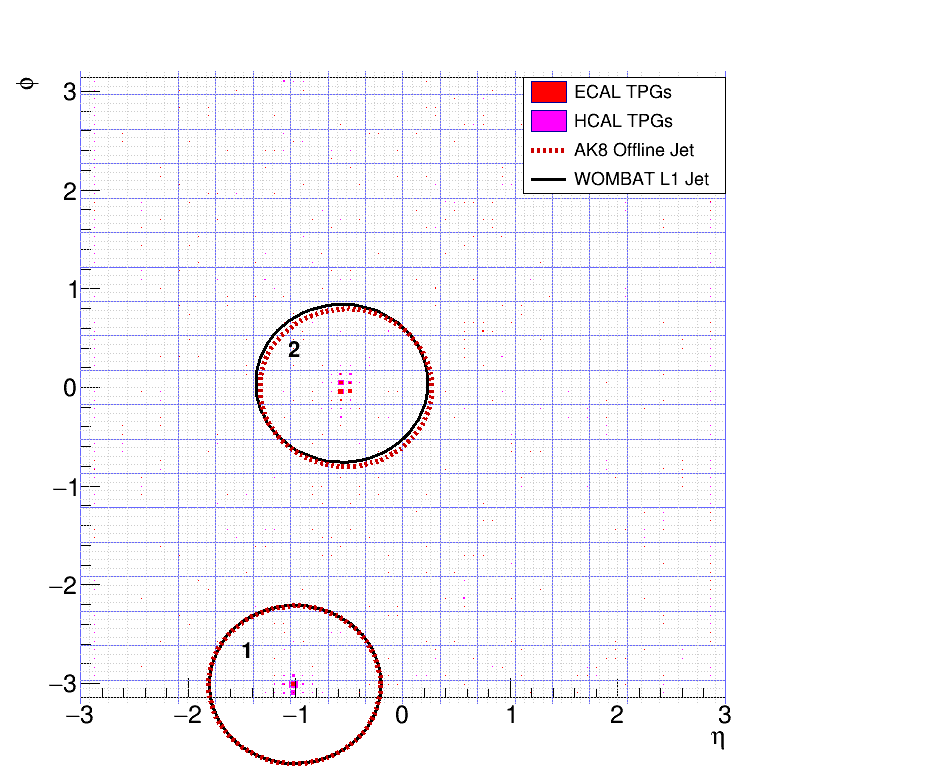 φ
3
2
1
0
−1
−2
−3
ECAL TPGs
HCAL TPGs
AK8 Offline Jet
WOMBAT L1 Jet
2
1
−3 −2 −1 0 1 2 3
η